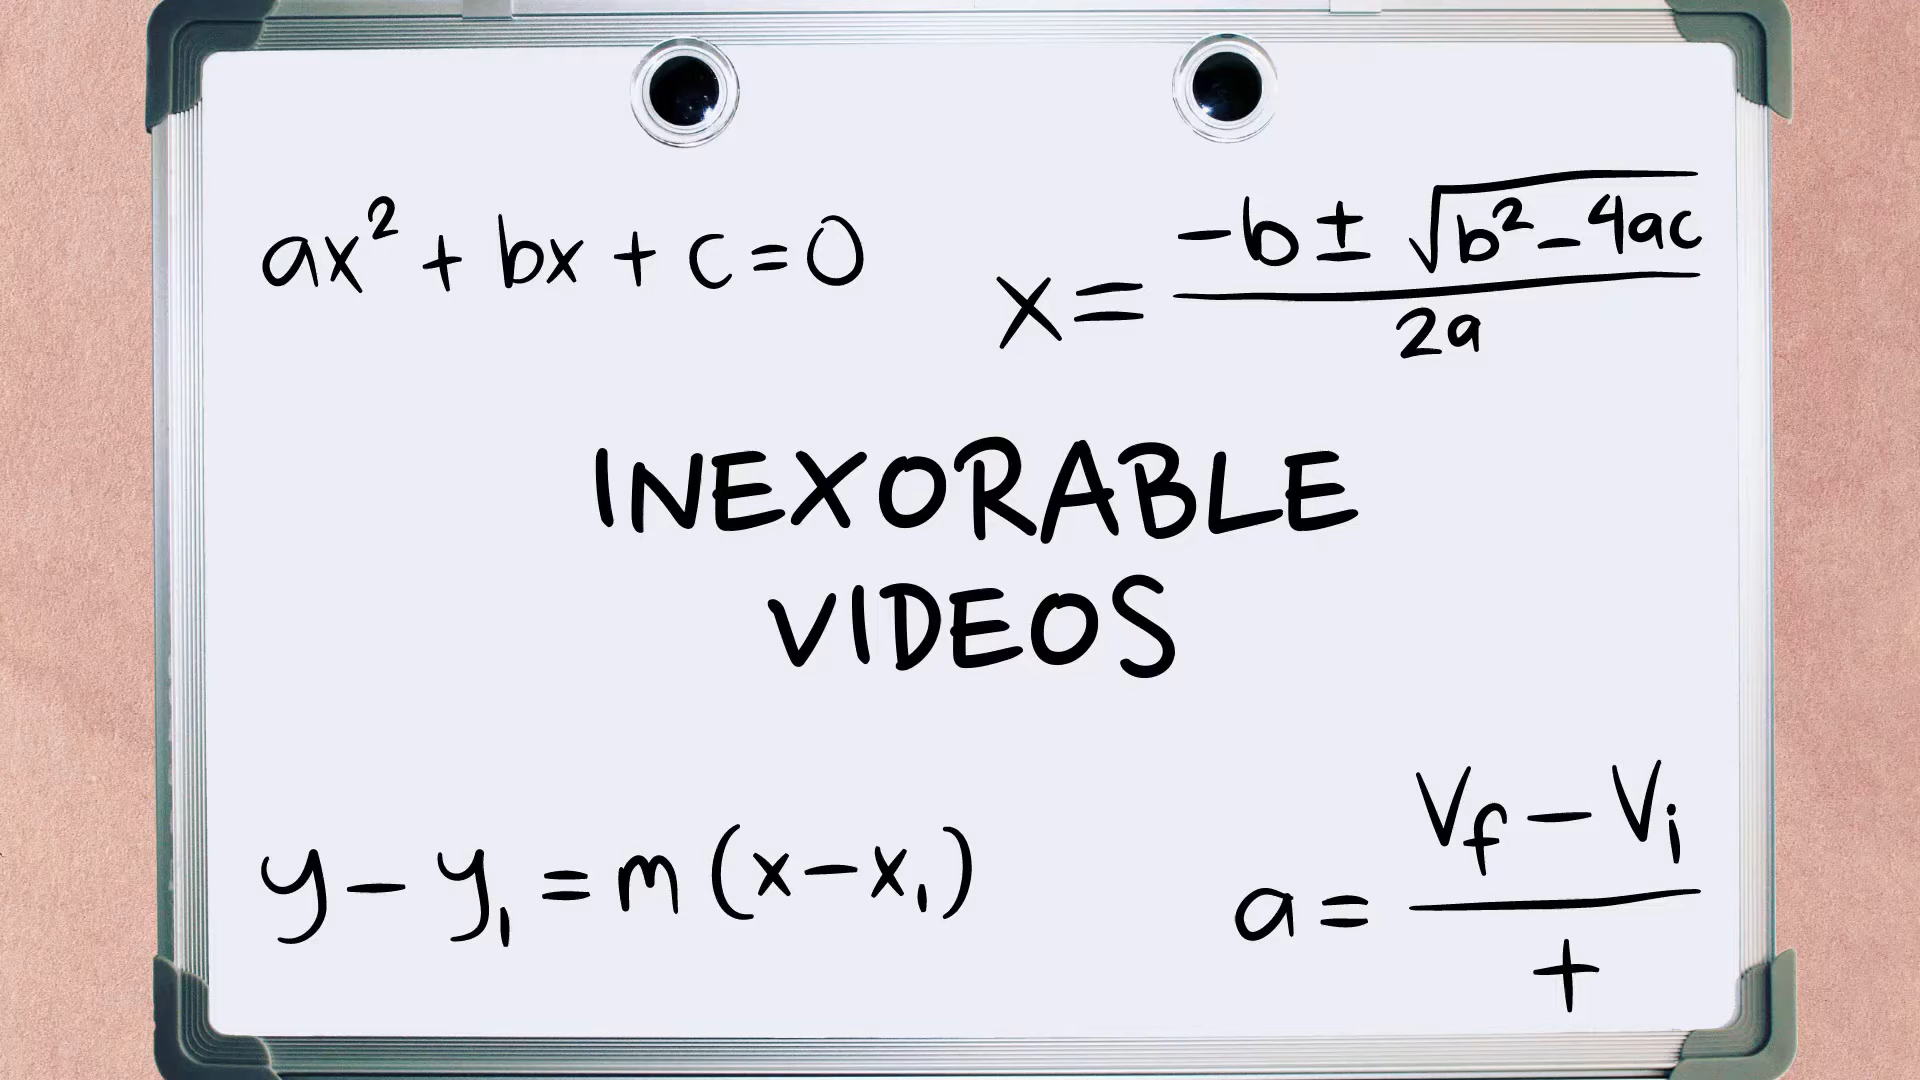 ax² + bx + c = 0
x = -b ± √b² - 4ac / 2a
INEXORABLE
VIDEOS
y - y₁ = m (x - x₁)
a = Vf - Vi / t